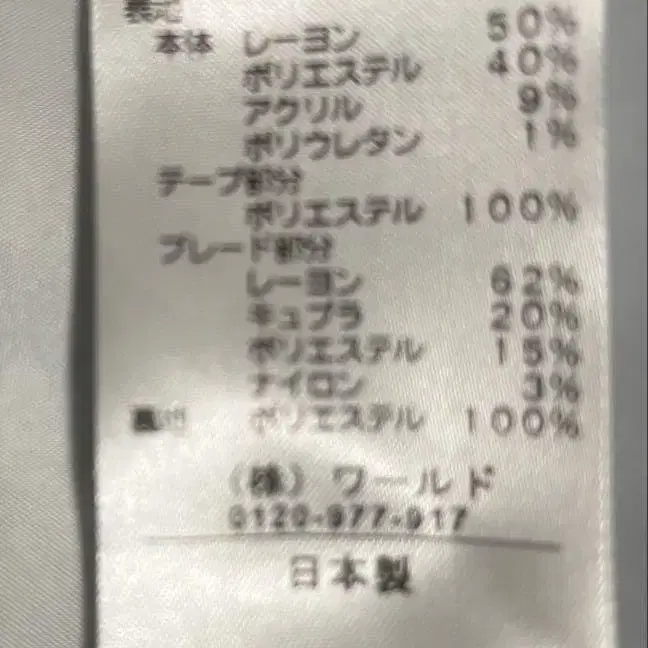 表記
本体 レーヨン 50%
ポリエステル 40%
アクリル 9%
ポリウレタン 1%
テープ部分
ポリエステル 100%
ブレード部分
レーヨン 62%
キュプラ 20%
ポリエステル 15%
ナイロン 3%
裏地 ポリエステル 100%
(株) ワールド
0120-977-917
日本製